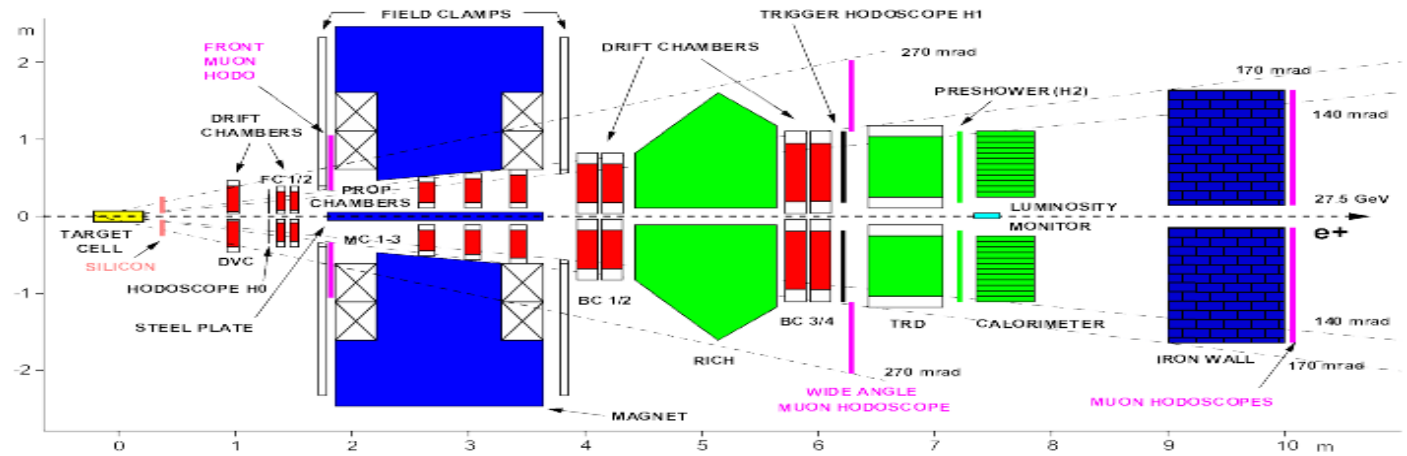 m
FIELD CLAMPS
TRIGGER HODOSCOPE H1
FRONT
MUON
HODO
DRIFT CHAMBERS
270 mrad
2
170 mrad
PRESHOWER (H2)
DRIFT
CHAMBERS
140 mrad
1
FC 1/2
PROP
CHAMBERS
27.5 GeV
LUMINOSITY
MONITOR
0
e+
TARGET
CELL
SILICON
DVC
MC 1-3
HODOSCOPE H0
-1
BC 1/2
STEEL PLATE
BC 3/4
TRD
CALORIMETER
140 mrad
RICH
IRON WALL
170 mrad
-2
270 mrad
WIDE ANGLE
MUON HODOSCOPE
MUON HODOSCOPES
MAGNET
0 1 2 3 4 5 6 7 8 9 10 m